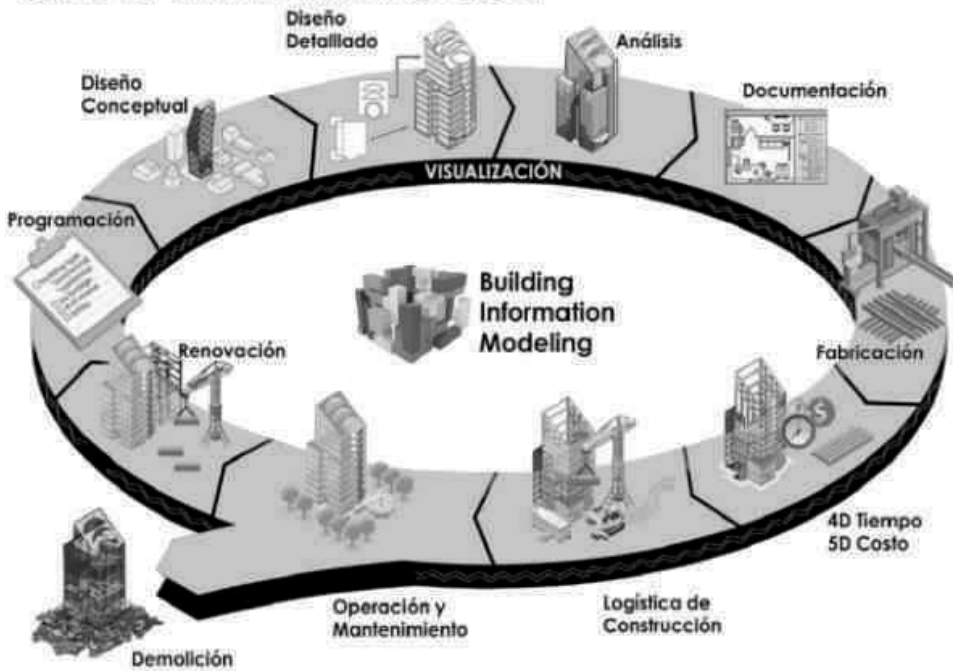 Diseño
Detalllado
Análisis
Diseño
Conceptual
Documentación
VISUALIZACIÓN
Programación
Building
Information
Modeling
Renovación
Fabricación
4D Tiempo
5D Costo
Operación y
Mantenimiento
Logística de
Construcción
Demolición